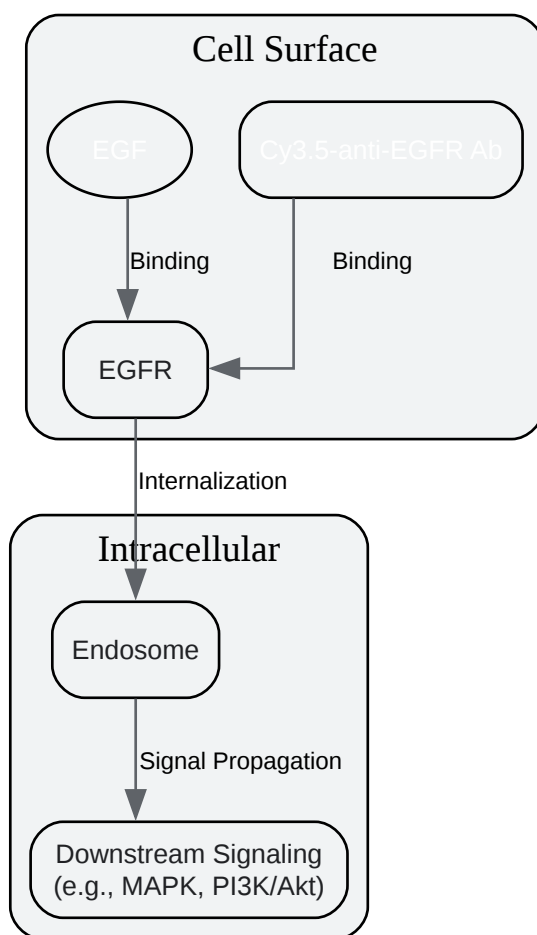 Cell Surface
EGF
Cy3.5-anti-EGFR Ab
Binding
Binding
EGFR
Internalization
Intracellular
Endosome
Signal Propagation
Downstream Signaling
(e.g., MAPK, PI3K/Akt)